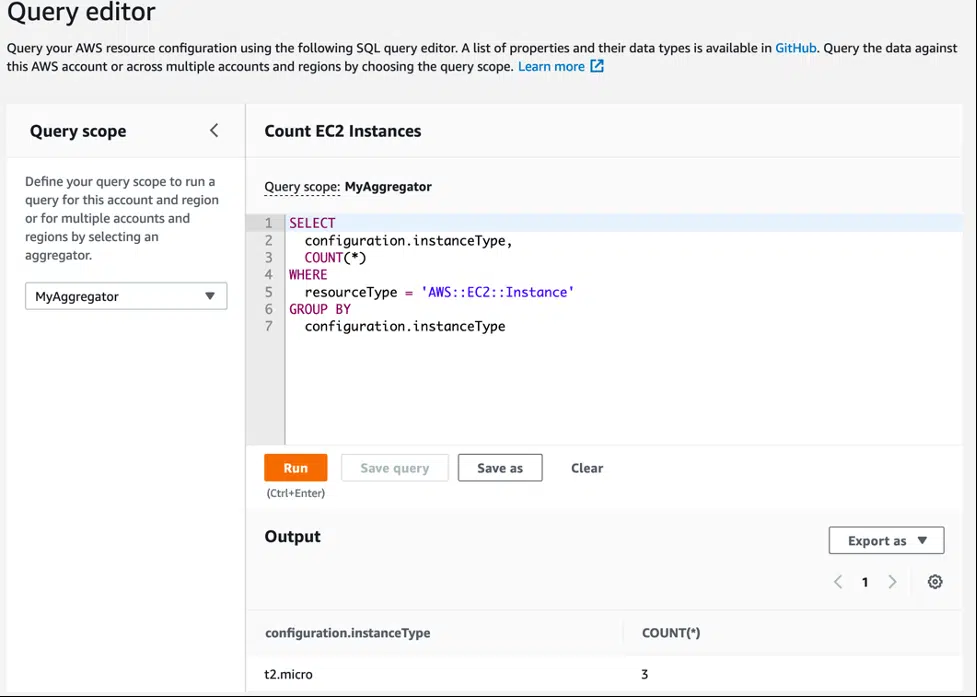 Query editor
Query your AWS resource configuration using the following SQL query editor. A list of properties and their data types is available in GitHub. Query the data against
this AWS account or across multiple accounts and regions by choosing the query scope. Learn more
Query scope
Define your query scope to run a
query for this account and region
or for multiple accounts and
regions by selecting an
aggregator.
MyAggregator
Count EC2 Instances
Query scope: MyAggregator
1 SELECT
2 configuration.instanceType,
3 COUNT(*)
4 WHERE
5 resourceType = 'AWS::EC2::Instance'
6 GROUP BY
7 configuration.instanceType
Run Save query Save as Clear
(Ctrl+Enter)
Output
Export as
1
configuration.instanceType COUNT(*)
t2.micro 3